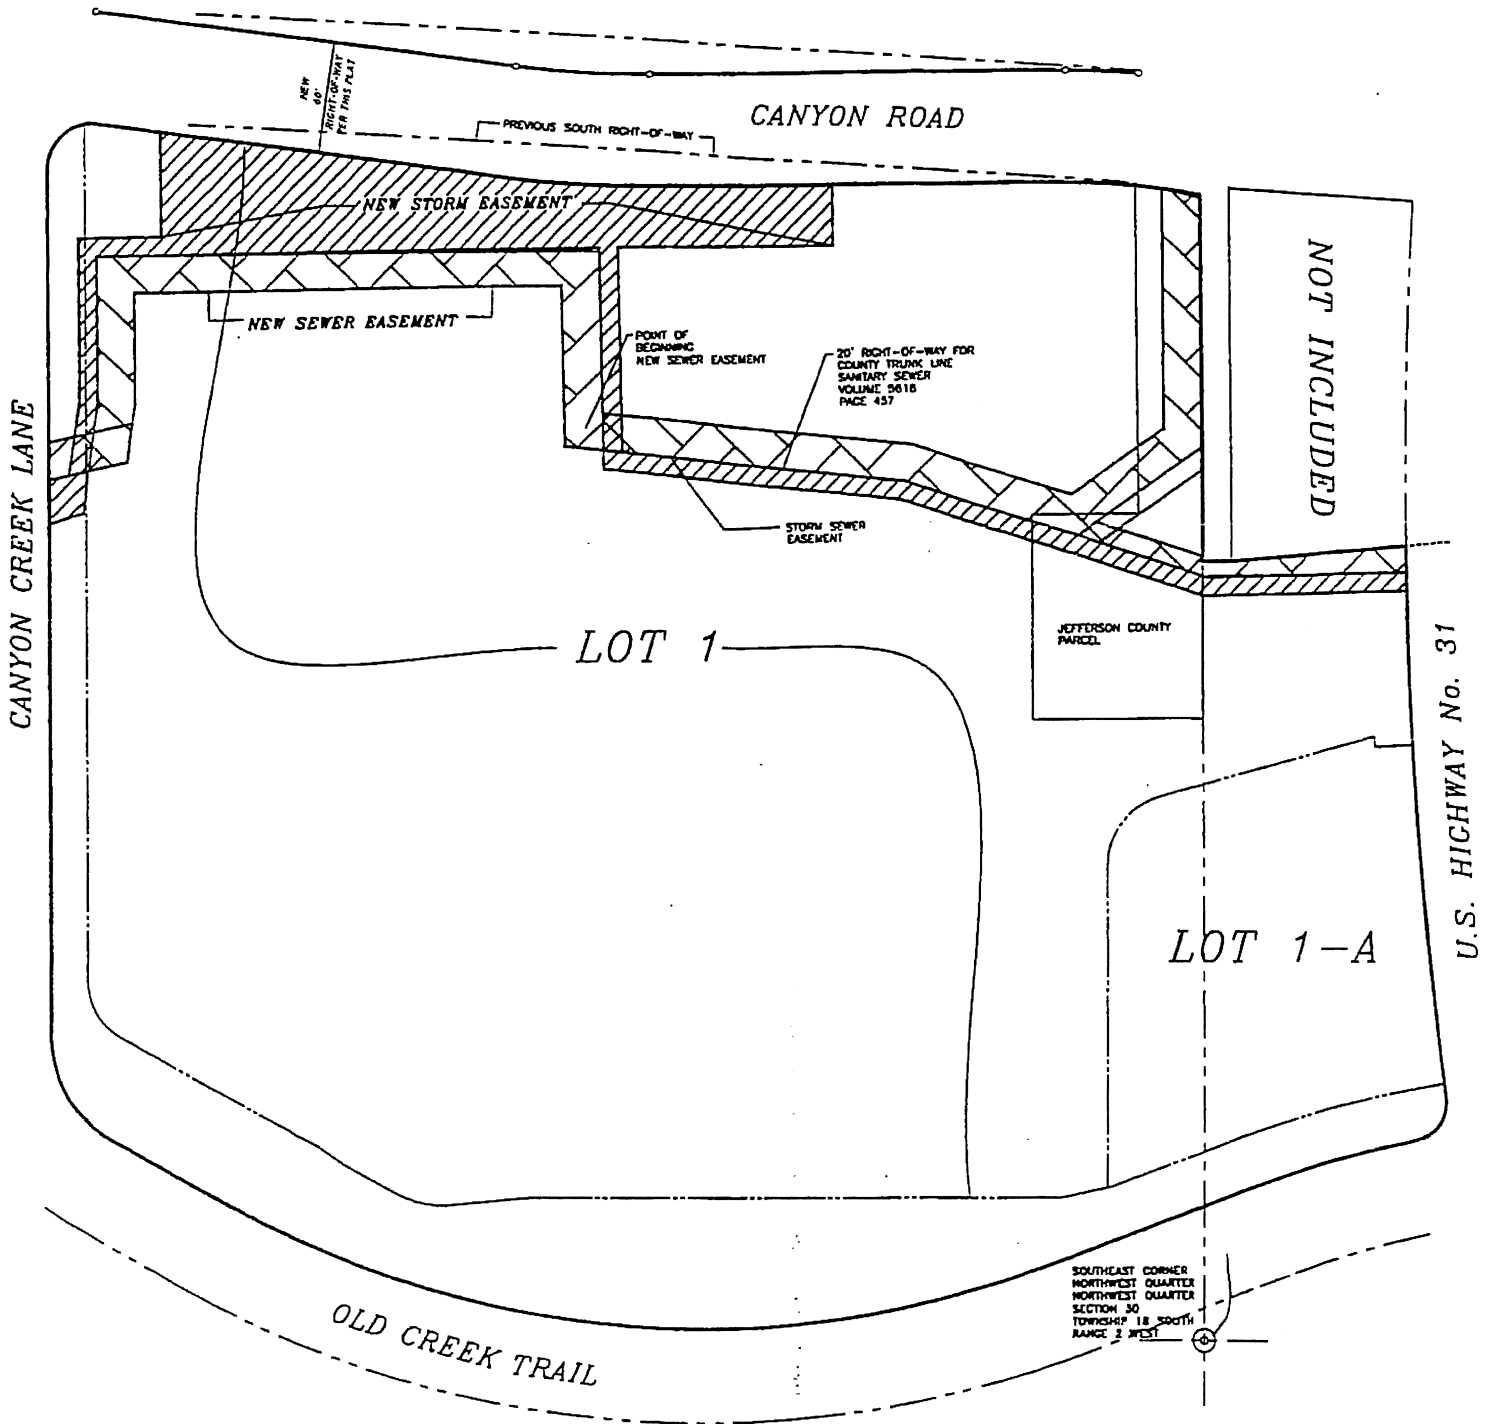 NEW
60'
RIGHT-OF-WAY
PER THIS PLAT
PREVIOUS SOUTH RIGHT-OF-WAY
CANYON ROAD
NEW STORM EASEMENT
NEW SEWER EASEMENT
POINT OF
BEGINNING
NEW SEWER EASEMENT
20' RIGHT-OF-WAY FOR
COUNTY TRUNK LINE
SANITARY SEWER
VOLUME 5618
PAGE 457
NOT INCLUDED
CANYON CREEK LANE
STORM SEWER
EASEMENT
LOT 1
JEFFERSON COUNTY
PARCEL
U.S. HIGHWAY No. 31
LOT 1-A
OLD CREEK TRAIL
SOUTHEAST CORNER
NORTHWEST QUARTER
NORTHWEST QUARTER
SECTION 30
TOWNSHIP 18 SOUTH
RANGE 2 WEST